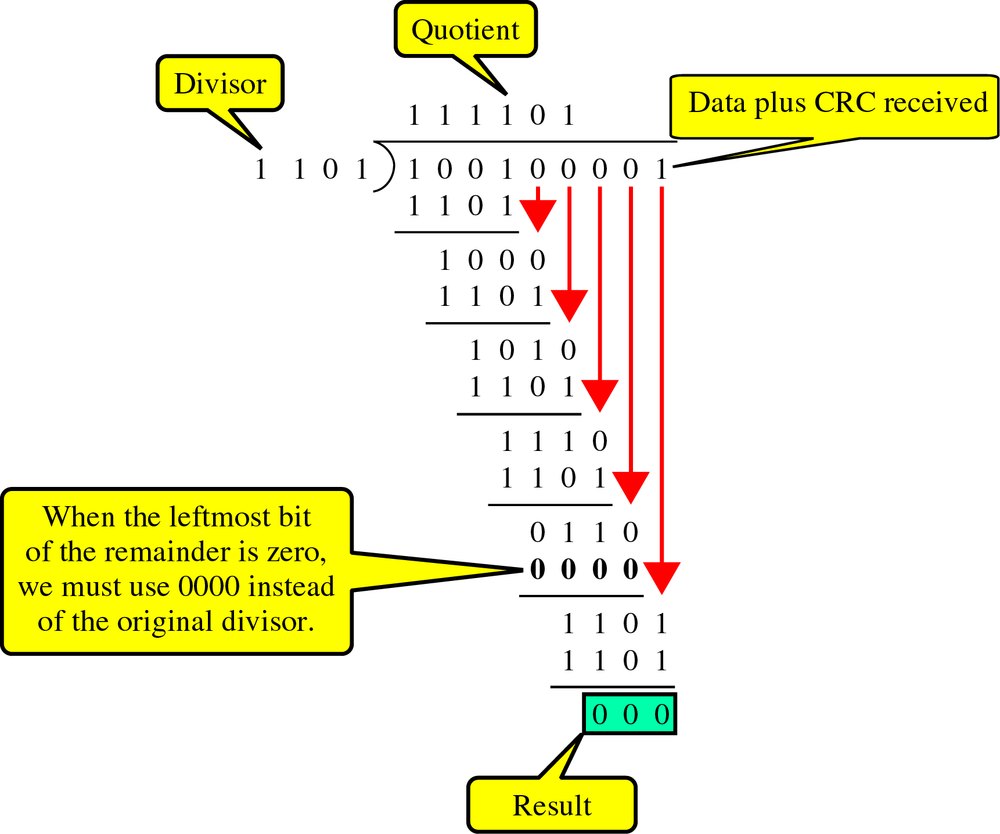 Quotient
Divisor
Data plus CRC received
1 1 1 1 0 1
1 1 0 1 1 0 0 1 0 0 0 0 1
1 1 0 1
1 0 0 0
1 1 0 1
1 0 1 0
1 1 0 1
1 1 1 0
1 1 0 1
When the leftmost bit
of the remainder is zero,
we must use 0000 instead
of the original divisor.
0 1 1 0
0 0 0 0
1 1 0 1
1 1 0 1
0 0 0
Result